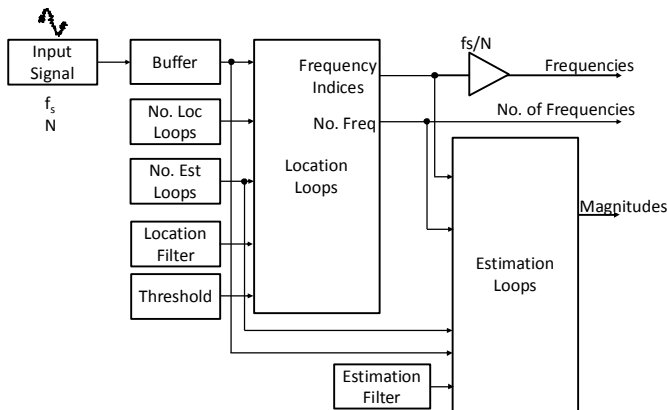 Input
Signal
fs
N
Buffer
No. Loc
Loops
No. Est
Loops
Location
Filter
Threshold
Frequency
Indices
No. Freq
Location
Loops
fs/N
Frequencies
No. of Frequencies
Magnitudes
Estimation
Loops
Estimation
Filter